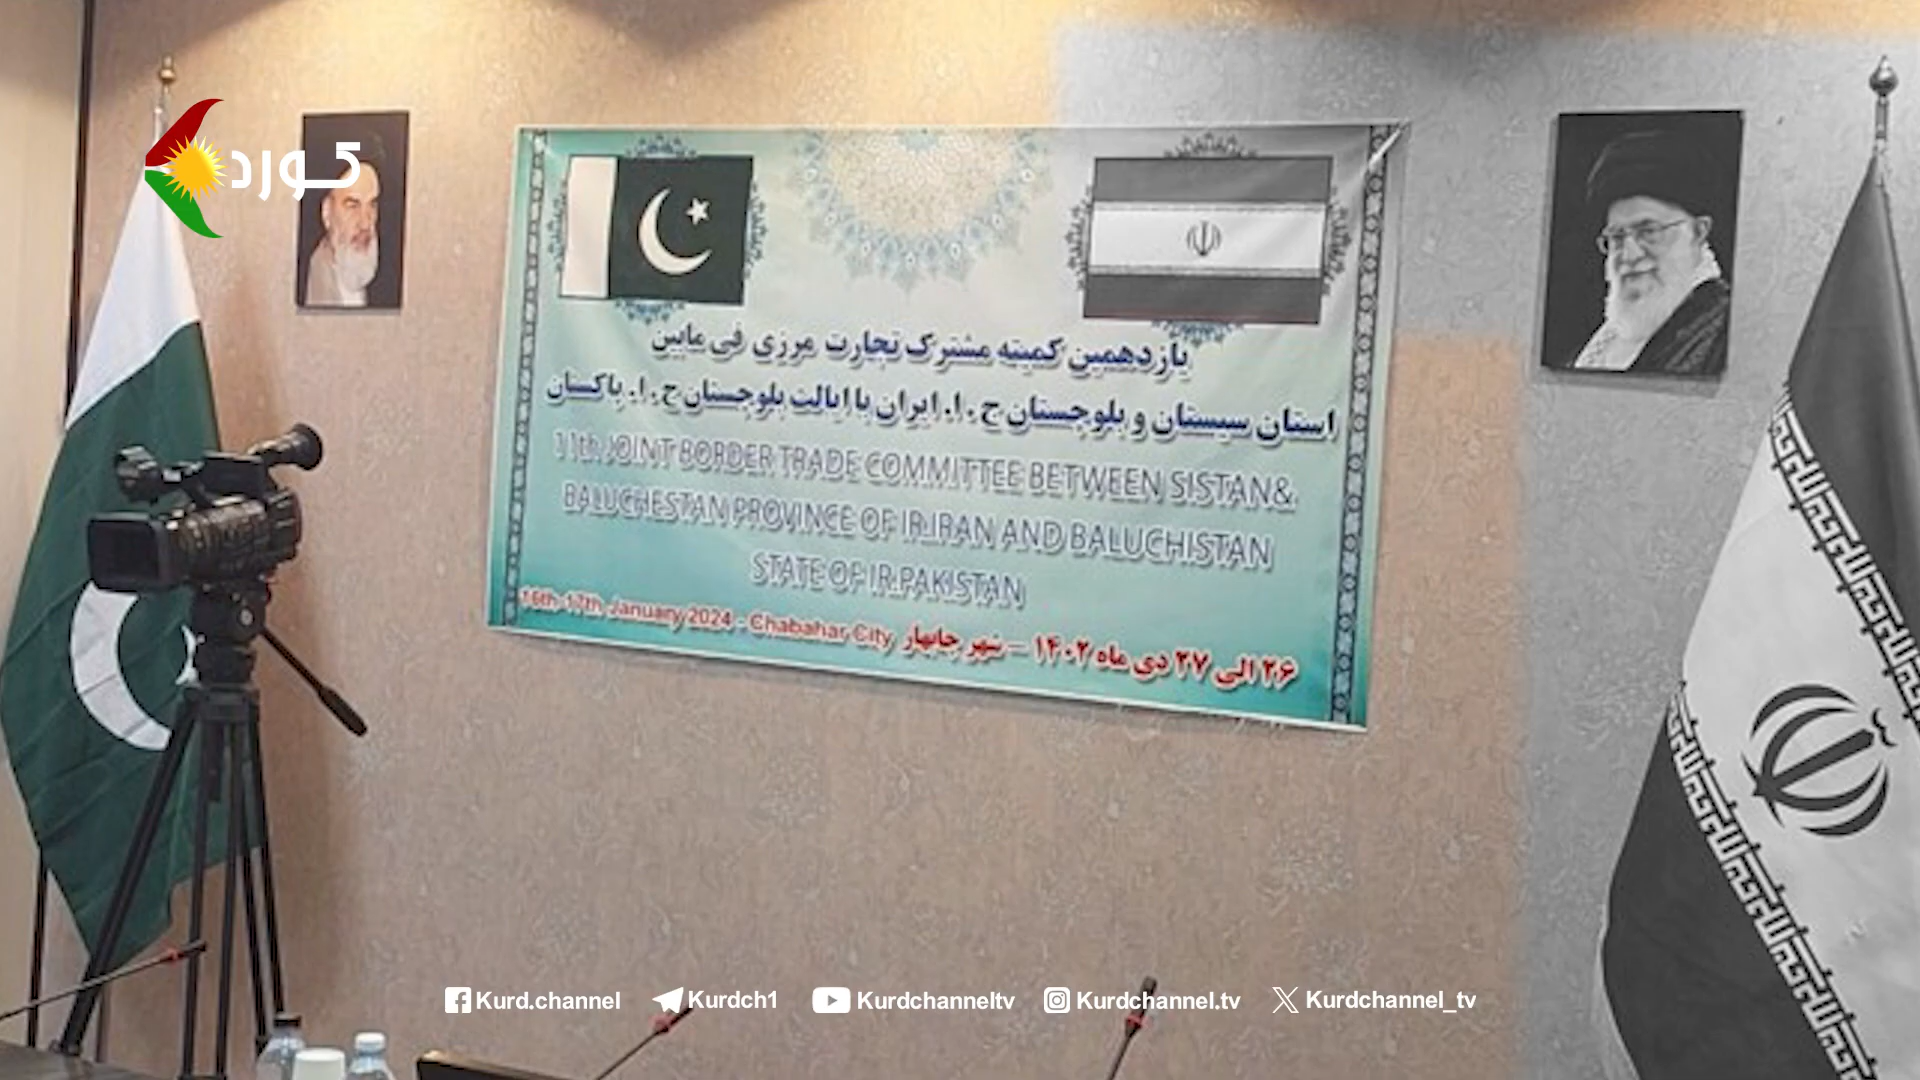 کورد
یازدهمین کمیته مشترک تجارت مرزی فی مابین
استان سیستان و بلوچستان ج.ا.ایران با ایالت بلوچستان ج.ا.پاکستان
11th JOINT BORDER TRADE COMMITTEE BETWEEN SISTAN&
BALUCHESTAN PROVINCE OF IR.IRAN AND BALUCHISTAN
STATE OF IR.PAKISTAN
16th-17th January 2024 - Chabahar City ۲۶ الی ۲۷ دی ماه ۱۴۰۲ – شهر چابهار
Kurd.channel Kurdch1 Kurdchanneltv Kurdchannel.tv Kurdchannel_tv